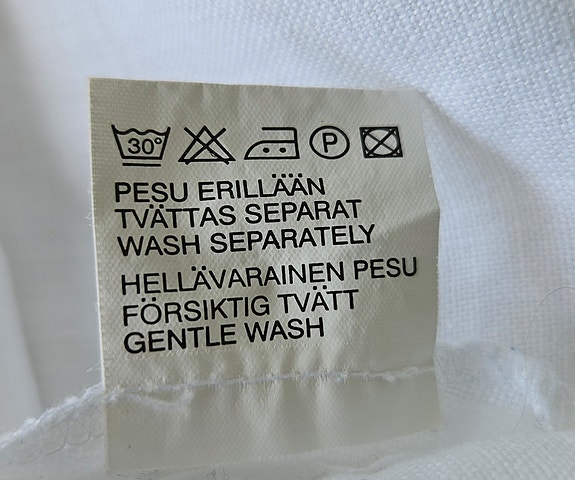 30°
P
PESU ERILLÄÄN
TVÄTTAS SEPARAT
WASH SEPARATELY
HELLÄVARAINEN PESU
FÖRSIKTIG TVÄTT
GENTLE WASH